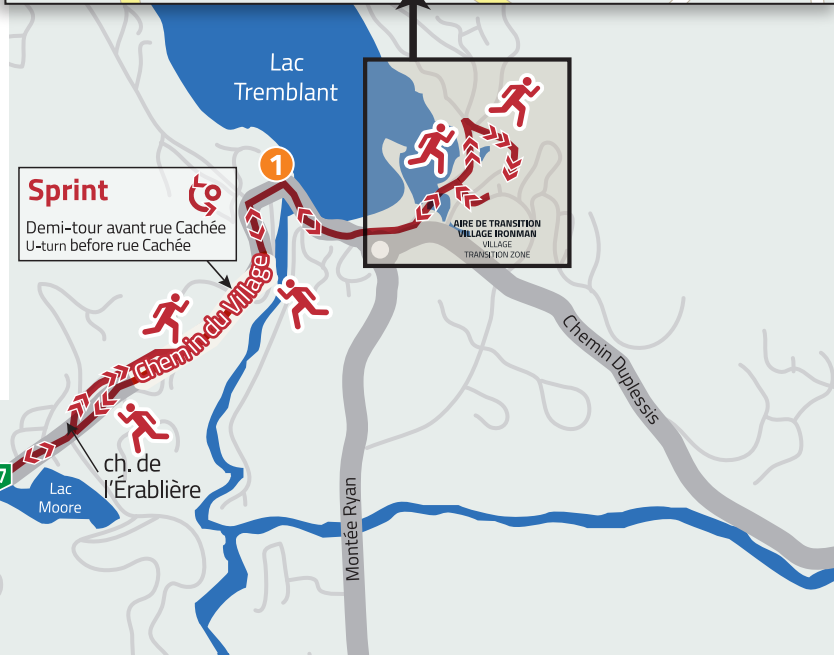 Lac
Tremblant
1
Sprint
Demi-tour avant rue Cachée
U-turn before rue Cachée
AIRE DE TRANSITION
VILLAGE IRONMAN
VILLAGE
TRANSITION ZONE
Chemin du Village
Chemin Duplessis
ch. de
l'Érablière
7
Lac
Moore
Montée Ryan